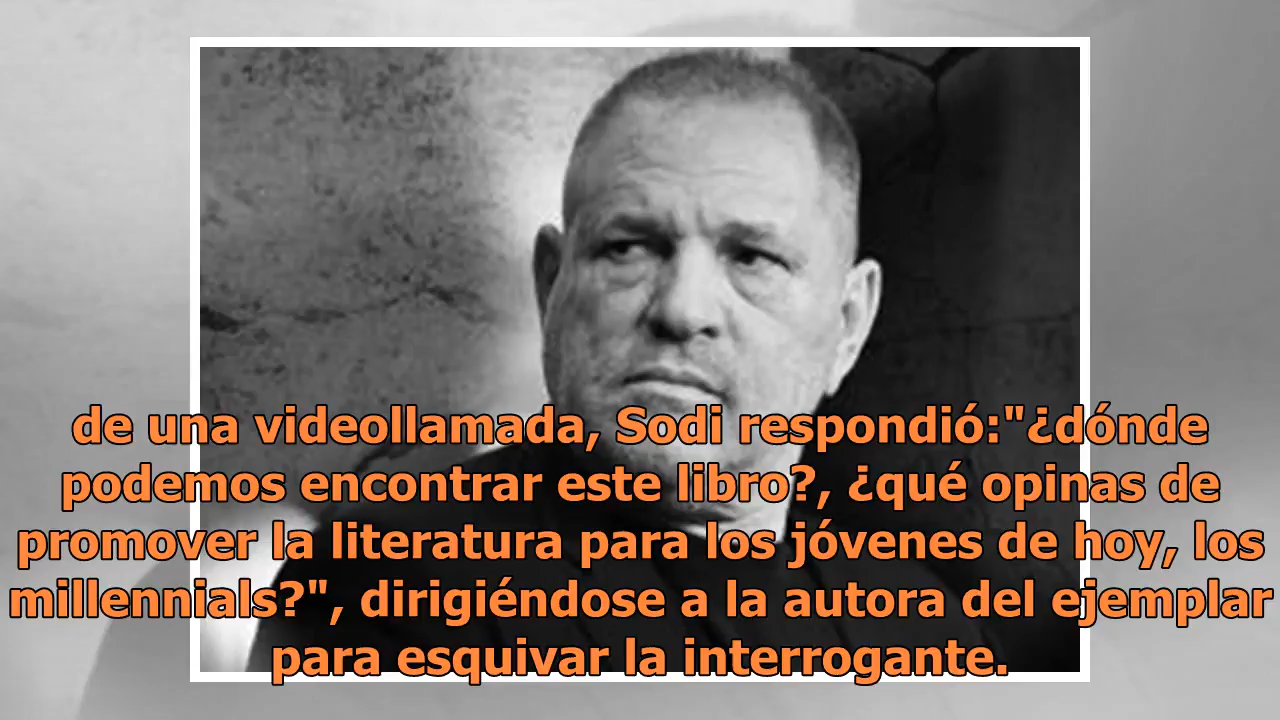 de una videollamada, Sodi respondió:"¿dónde
podemos encontrar este libro?, ¿qué opinas de
promover la literatura para los jóvenes de hoy, los
millennials?", dirigiéndose a la autora del ejemplar
para esquivar la interrogante.